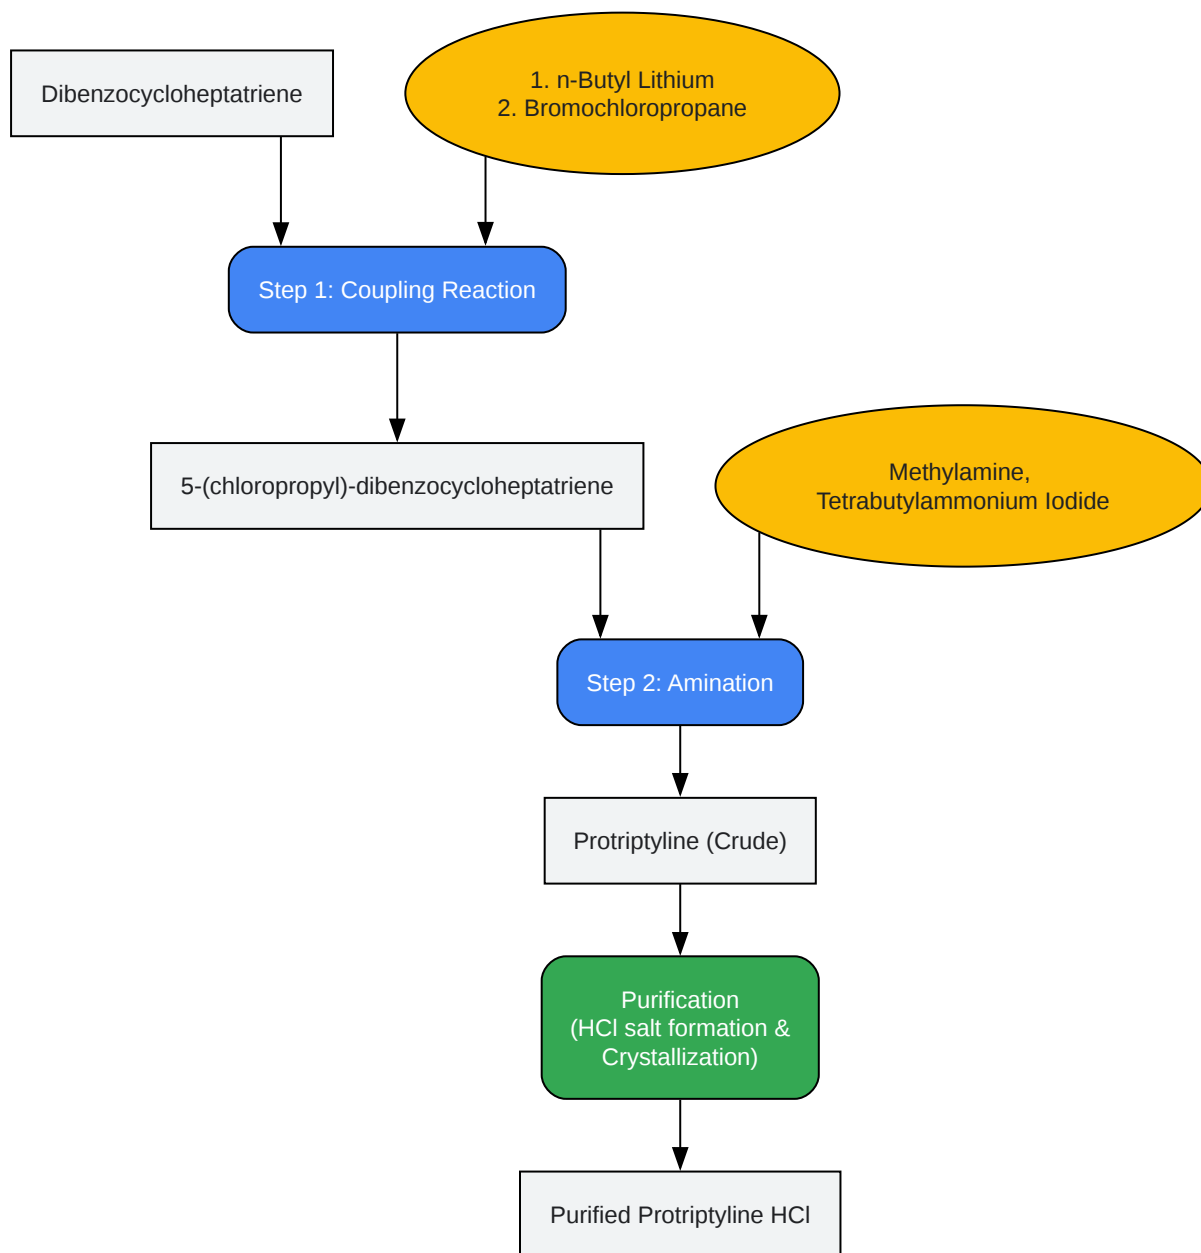 Dibenzocycloheptatriene
1. n-Butyl Lithium
2. Bromochloropropane
Step 1: Coupling Reaction
5-(chloropropyl)-dibenzocycloheptatriene
Methylamine,
Tetrabutylammonium Iodide
Step 2: Amination
Protriptyline (Crude)
Purification
(HCl salt formation &
Crystallization)
Purified Protriptyline HCl